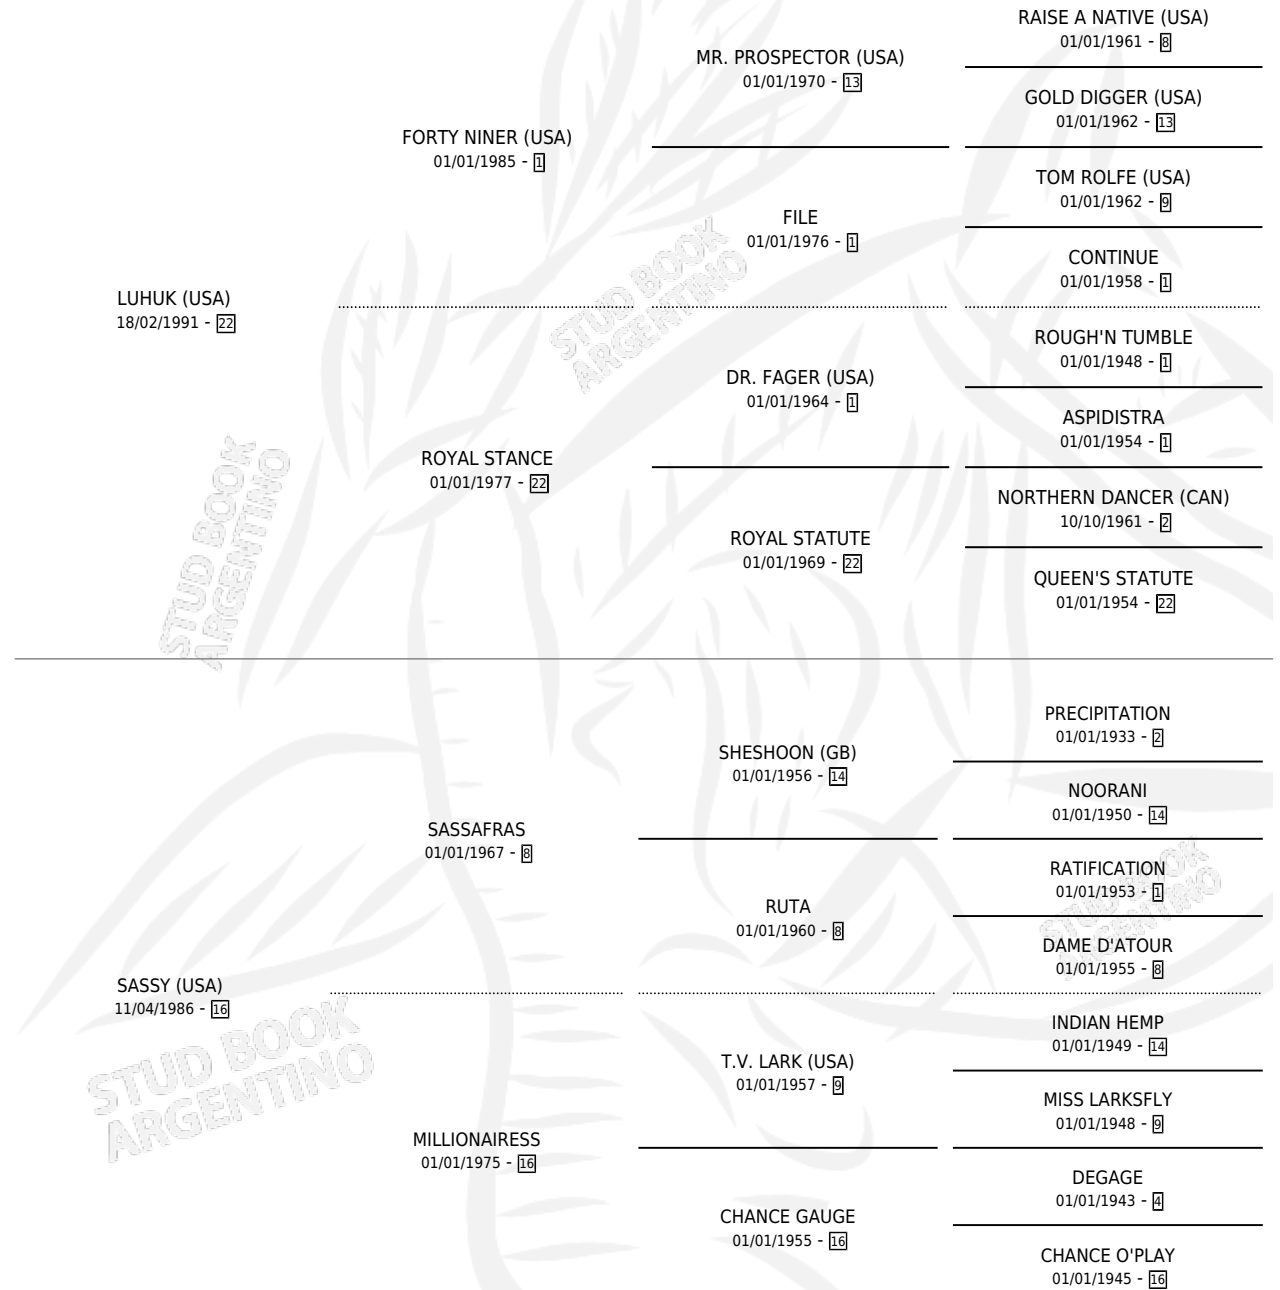 RAISE A NATIVE (USA)
01/01/1961 - 8
MR. PROSPECTOR (USA)
01/01/1970 - 13
GOLD DIGGER (USA)
01/01/1962 - 13
FORTY NINER (USA)
01/01/1985 - 1
TOM ROLFE (USA)
01/01/1962 - 9
FILE
01/01/1976 - 1
CONTINUE
01/01/1958 - 1
LUHUK (USA)
18/02/1991 - 22
ROUGH'N TUMBLE
01/01/1948 - 1
DR. FAGER (USA)
01/01/1964 - 1
ASPIDISTRA
01/01/1954 - 1
ROYAL STANCE
01/01/1977 - 22
NORTHERN DANCER (CAN)
10/10/1961 - 2
ROYAL STATUTE
01/01/1969 - 22
QUEEN'S STATUTE
01/01/1954 - 22
STUD BOOK
ARGENTINO
STUD BOOK
ARGENTINO
PRECIPITATION
01/01/1933 - 2
SHESHOON (GB)
01/01/1956 - 14
NOORANI
01/01/1950 - 14
SASSAFRAS
01/01/1967 - 8
RATIFICATION
01/01/1953 - 1
RUTA
01/01/1960 - 8
DAME D'ATOUR
01/01/1955 - 8
SASSY (USA)
11/04/1986 - 16
INDIAN HEMP
01/01/1949 - 14
T.V. LARK (USA)
01/01/1957 - 9
MISS LARKSFLY
01/01/1948 - 9
MILLIONAIRESS
01/01/1975 - 16
DEGAGE
01/01/1943 - 4
CHANCE GAUGE
01/01/1955 - 16
CHANCE O'PLAY
01/01/1945 - 16
STUD BOOK
ARGENTINO
STUD BOOK
ARGENTINO